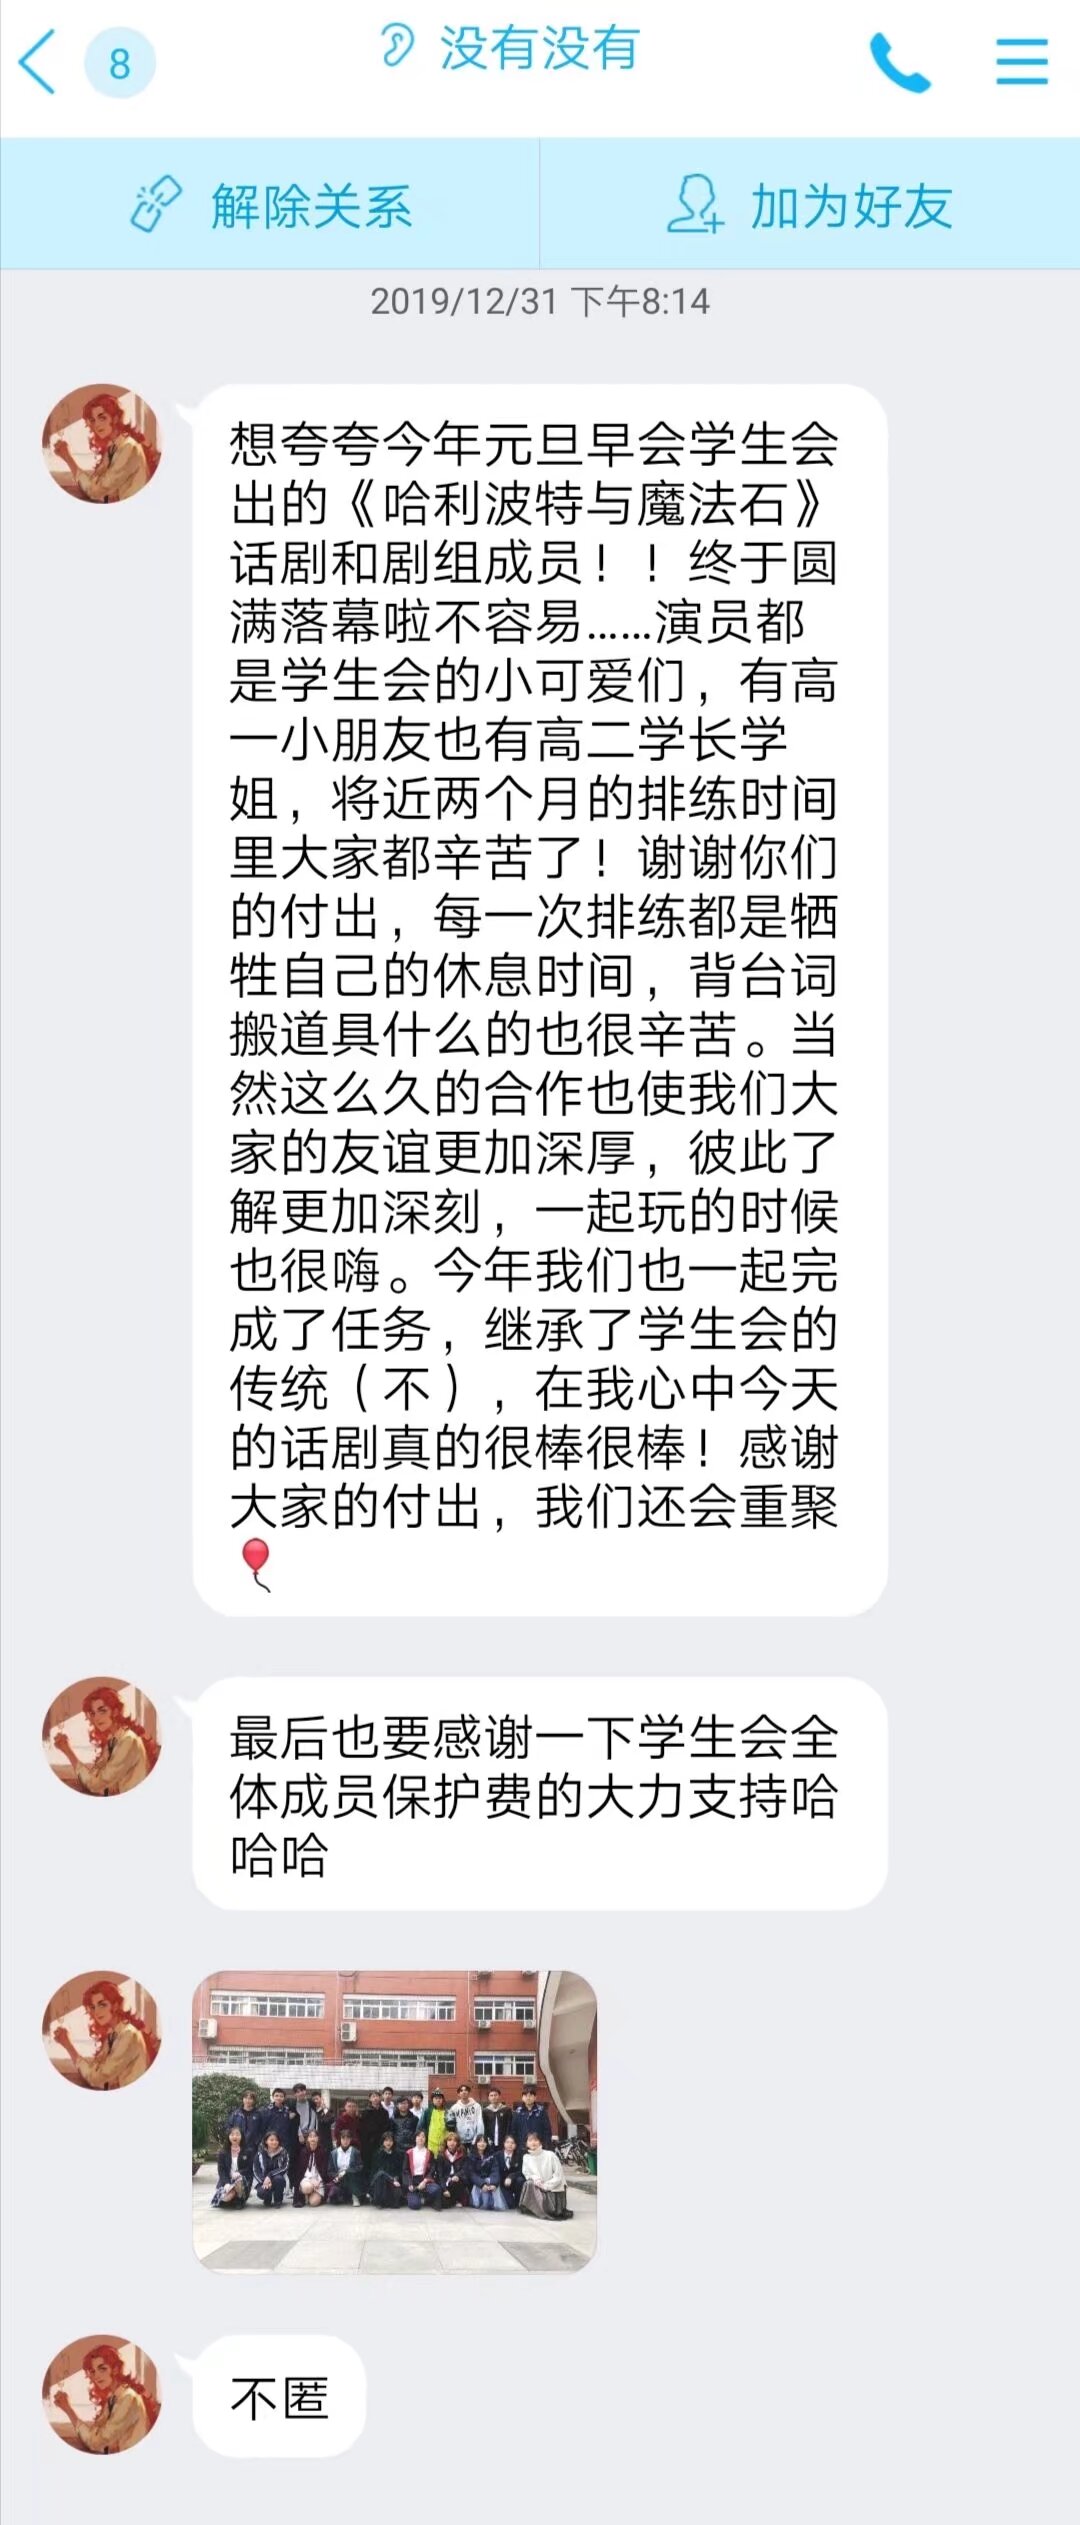 8
没有没有
解除关系
加为好友
2019/12/31 下午8:14
想夸夸今年元旦早会学生会
出的《哈利波特与魔法石》
话剧和剧组成员！！终于圆
满落幕啦不容易……演员都
是学生会的小可爱们，有高
一小朋友也有高二学长学
姐，将近两个月的排练时间
里大家都辛苦了！谢谢你们
的付出，每一次排练都是牺
牲自己的休息时间，背台词
搬道具什么的也很辛苦。当
然这么久的合作也使我们大
家的友谊更加深厚，彼此了
解更加深刻，一起玩的时候
也很嗨。今年我们也一起完
成了任务，继承了学生会的
传统（不），在我心中今天
的话剧真的很棒很棒！感谢
大家的付出，我们还会重聚
🎈
最后也要感谢一下学生会全
体成员保护费的大力支持哈
哈哈
不匿